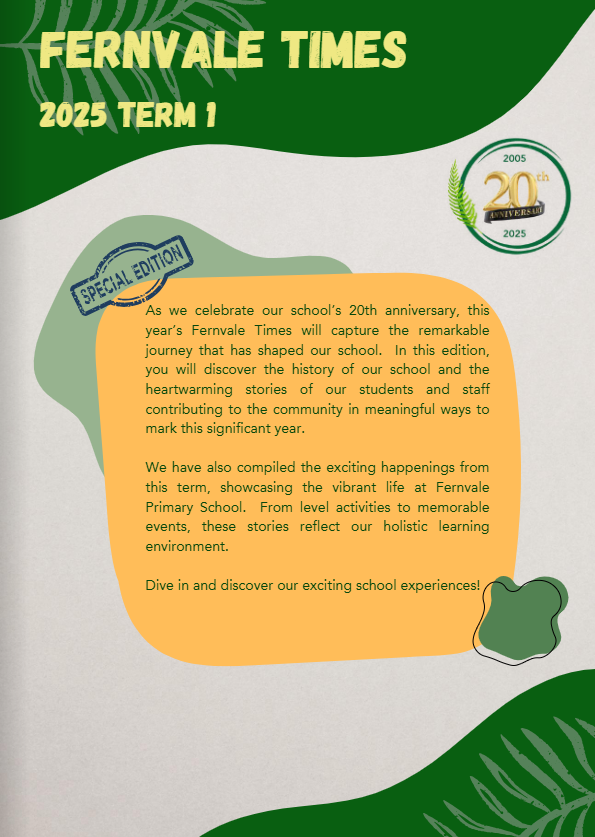 FERNVALE TIMES
2025 TERM 1
2005
20th
ANNIVERSARY
2025
SPECIAL EDITION
As we celebrate our school's 20th anniversary, this
year's Fernvale Times will capture the remarkable
journey that has shaped our school. In this edition,
you will discover the history of our school and the
heartwarming stories of our students and staff
contributing to the community in meaningful ways to
mark this significant year.
We have also compiled the exciting happenings from
this term, showcasing the vibrant life at Fernvale
Primary School. From level activities to memorable
events, these stories reflect our holistic learning
environment.
Dive in and discover our exciting school experiences!